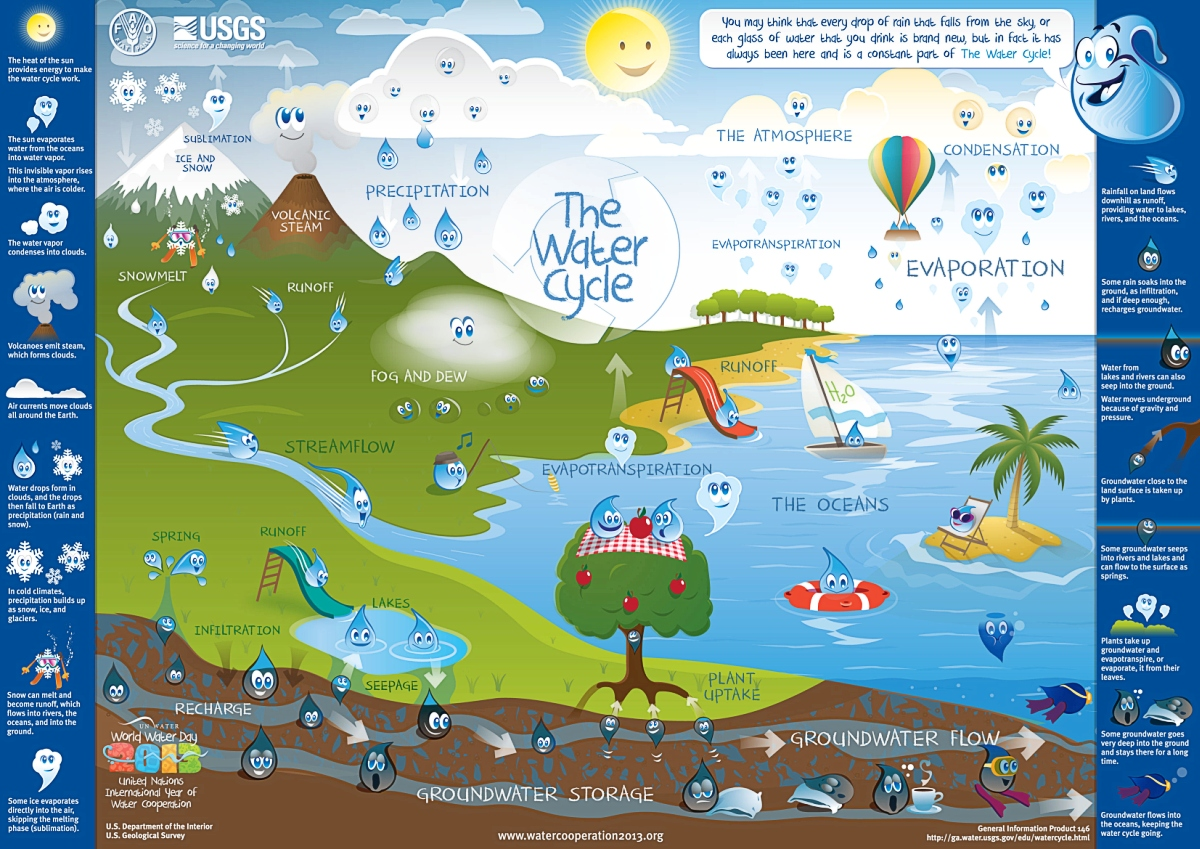 The heat of the sun
provides energy to make
the water cycle work.
The sun evaporates
water from the oceans
into water vapor.
This invisible vapor rises
into the atmosphere,
where the air is colder.
The water vapor
condenses into clouds.
Volcanoes emit steam,
which forms clouds.
Air currents move clouds
all around the Earth.
Water drops form in
clouds, and the drops
then fall to Earth as
precipitation (rain and
snow).
In cold climates,
precipitation builds up
as snow, ice, and
glaciers.
Snow can melt and
become runoff, which
flows into rivers, the
oceans, and into the
ground.
Some ice evaporates
directly into the air,
skipping the melting
phase (sublimation).
FAO
FIAT PANIS
USGS
science for a changing world
You may think that every drop of rain that falls from the sky, or
each glass of water that you drink is brand new, but in fact it has
always been here and is a constant part of The Water Cycle!
SUBLIMATION
ICE AND
SNOW
VOLCANIC
STEAM
PRECIPITATION
The
Water
Cycle
THE ATMOSPHERE
CONDENSATION
EVAPOTRANSPIRATION
EVAPORATION
SNOWMELT
RUNOFF
FOG AND DEW
RUNOFF
H2O
STREAMFLOW
EVAPOTRANSPIRATION
THE OCEANS
SPRING
RUNOFF
LAKES
INFILTRATION
SEEPAGE
PLANT
UPTAKE
RECHARGE
GROUNDWATER FLOW
GROUNDWATER STORAGE
UN WATER
World Water Day
2013
United Nations
International Year of
Water Cooperation
U.S. Department of the Interior
U.S. Geological Survey
www.watercooperation2013.org
General Information Product 146
http://ga.water.usgs.gov/edu/watercycle.html
Rainfall on land flows
downhill as runoff,
providing water to lakes,
rivers, and the oceans.
Some rain soaks into the
ground, as infiltration,
and if deep enough,
recharges groundwater.
Water from
lakes and rivers can also
seep into the ground.
Water moves underground
because of gravity and
pressure.
Groundwater close to the
land surface is taken up
by plants.
Some groundwater seeps
into rivers and lakes and
can flow to the surface as
springs.
Plants take up
groundwater and
evapotranspire, or
evaporate, it from their
leaves.
Some groundwater goes
very deep into the ground
and stays there for a long
time.
Groundwater flows into
the oceans, keeping the
water cycle going.